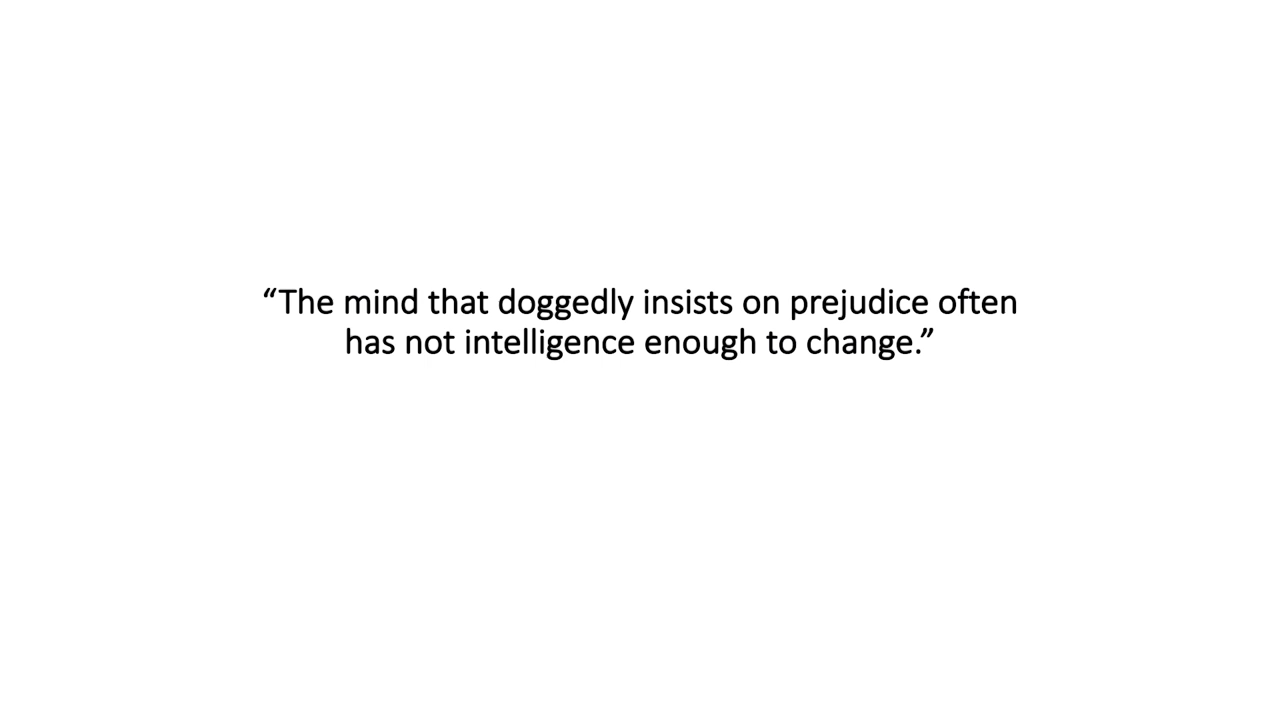 “The mind that doggedly insists on prejudice often
has not intelligence enough to change.”